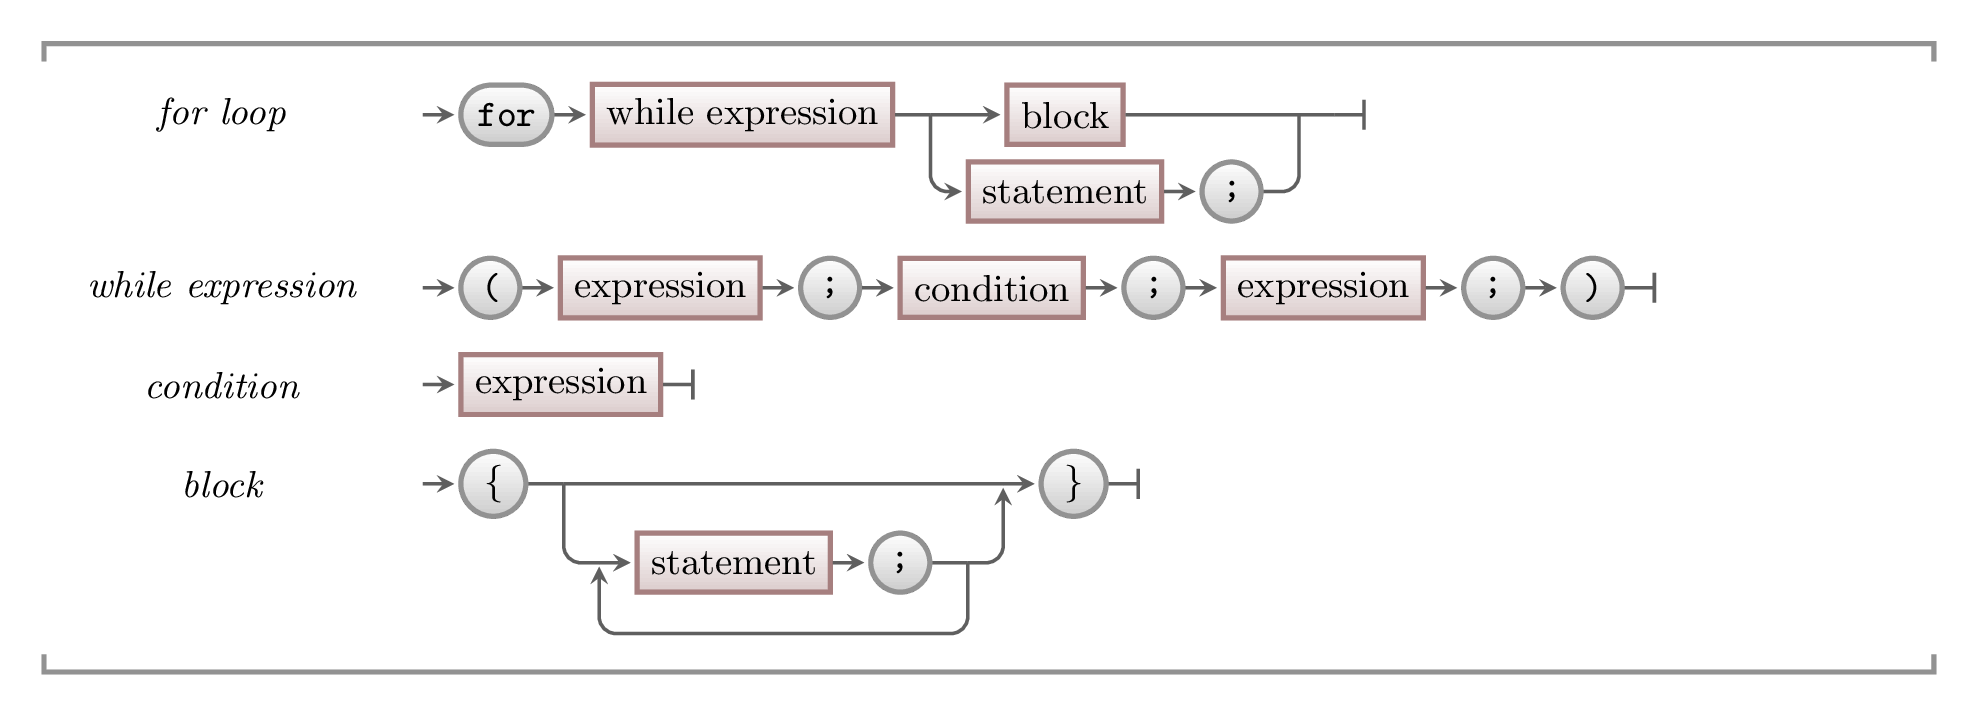 for loop for while expression block
statement ;
while expression ( expression ; condition ; expression ; )
condition expression
block { }
statement ;